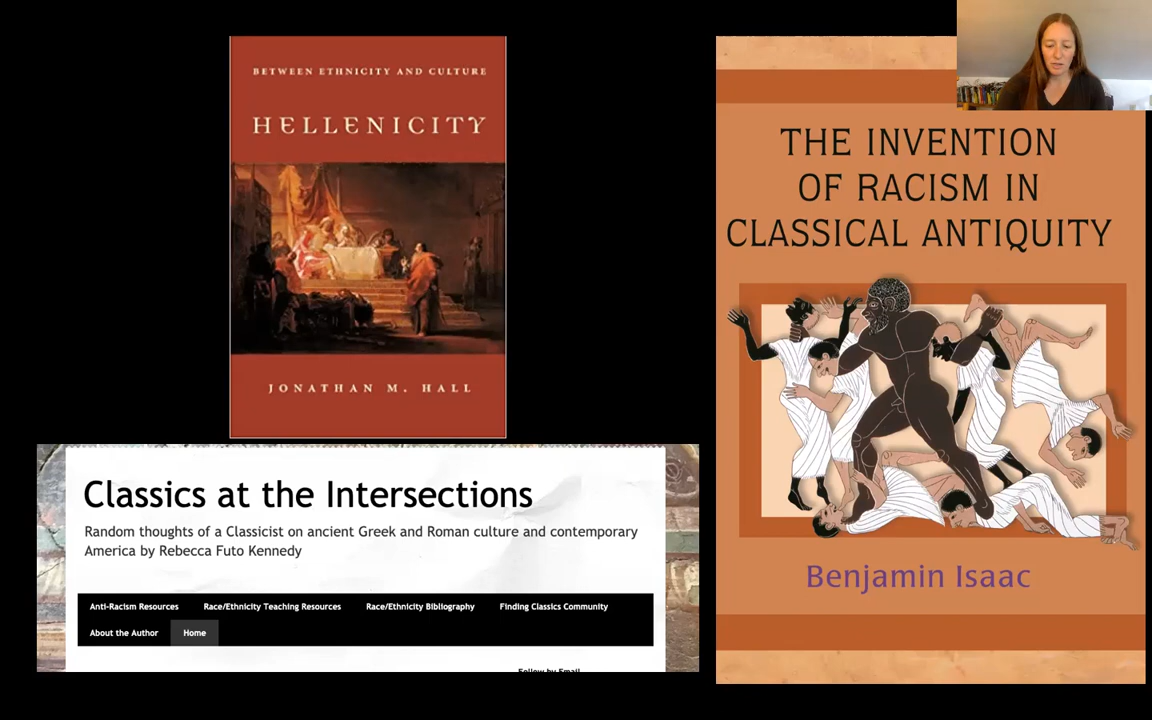 BETWEEN ETHNICITY AND CULTURE
HELLENICITY
JONATHAN M. HALL
THE INVENTION
OF RACISM IN
CLASSICAL ANTIQUITY
Benjamin Isaac
Classics at the Intersections
Random thoughts of a Classicist on ancient Greek and Roman culture and contemporary
America by Rebecca Futo Kennedy
Anti-Racism Resources Race/Ethnicity Teaching Resources Race/Ethnicity Bibliography Finding Classics Community
About the Author Home
Follow by Email